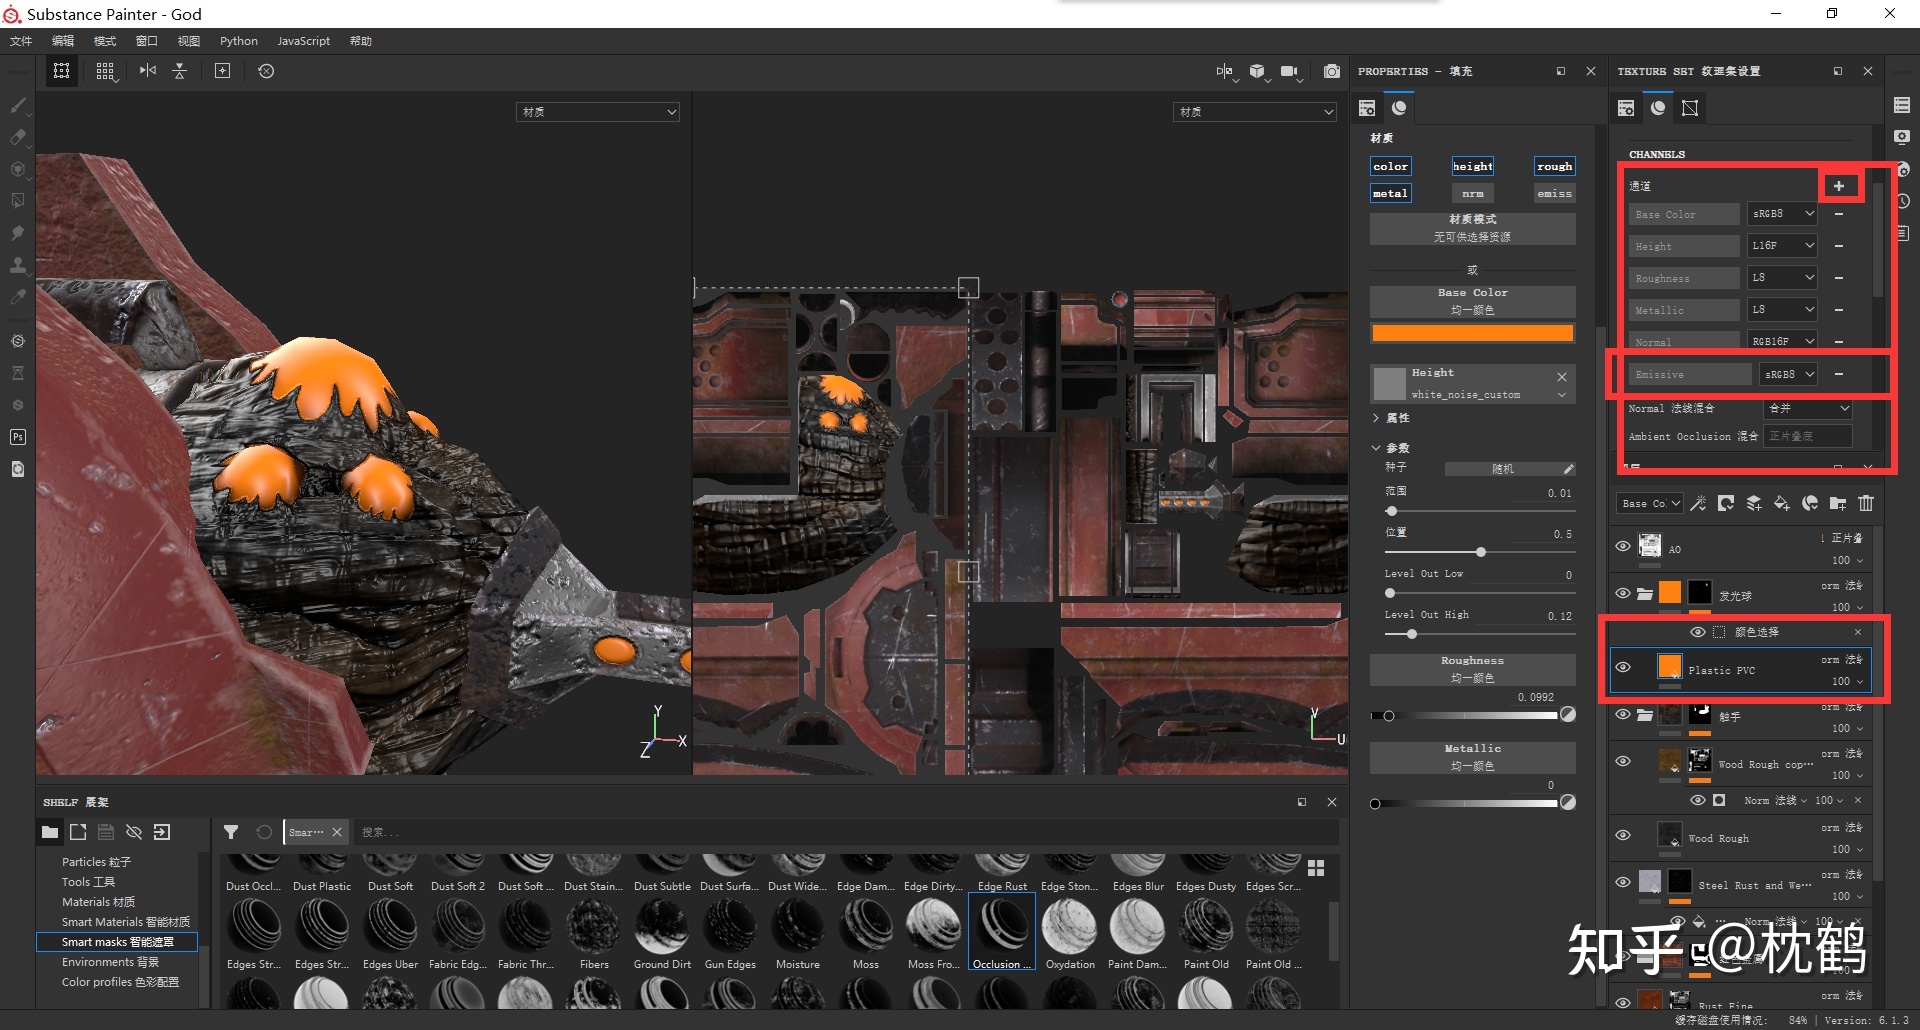 Substance Painter - God
文件 编辑 模式 窗口 视图 Python JavaScript 帮助
材质
材质
PROPERTIES - 填充
材质
color height rough
metal nrm emiss
材质模式
无可供选择资源
或
Base Color
均一颜色
Height
white_noise_custom
属性
参数
种子 随机
范围 0.01
位置 0.5
Level Out Low 0
Level Out High 0.12
Roughness
均一颜色
0.0992
Metallic
均一颜色
0
TEXTURE SET 纹理集设置
CHANNELS
通道
Base Color sRGB8
Height L16F
Roughness L8
Metallic L8
Normal RGB16F
Emissive sRGB8
Normal 法线混合 合并
Ambient Occlusion 混合 正片叠底
Base Co
AO 正片叠
100
发光球 orm 法线
100
颜色选择
Plastic PVC orm 法线
100
触手 orm 法线
100
Wood Rough cop··· orm 法线
100
Norm 法线 100
Wood Rough orm 法线
100
Steel Rust and We··· orm 法线
100
Norm 法线 100
Rust Fine orm 法线
知乎 @枕鹤
SHELF 展架
Smar··· 搜索...
Particles 粒子
Tools 工具
Materials 材质
Smart Materials 智能材质
Smart masks 智能遮罩
Environments 背景
Color profiles 色彩配置
Dust Occl... Dust Plastic Dust Soft Dust Soft 2 Dust Soft ... Dust Stain... Dust Subtle Dust Surfa... Dust Wide... Edge Dam... Edge Dirty... Edge Rust Edge Ston... Edges Blur Edges Dusty Edges Scr...
Edges Str... Edges Str... Edges Uber Fabric Edg... Fabric Thr... Fibers Ground Dirt Gun Edges Moisture Moss Moss Fro... Occlusion ... Oxydation Paint Dam... Paint Old Paint Old ...
Y
X
Z
V
U
Ps
缓存磁盘使用情况: 84% | Version: 6.1.3